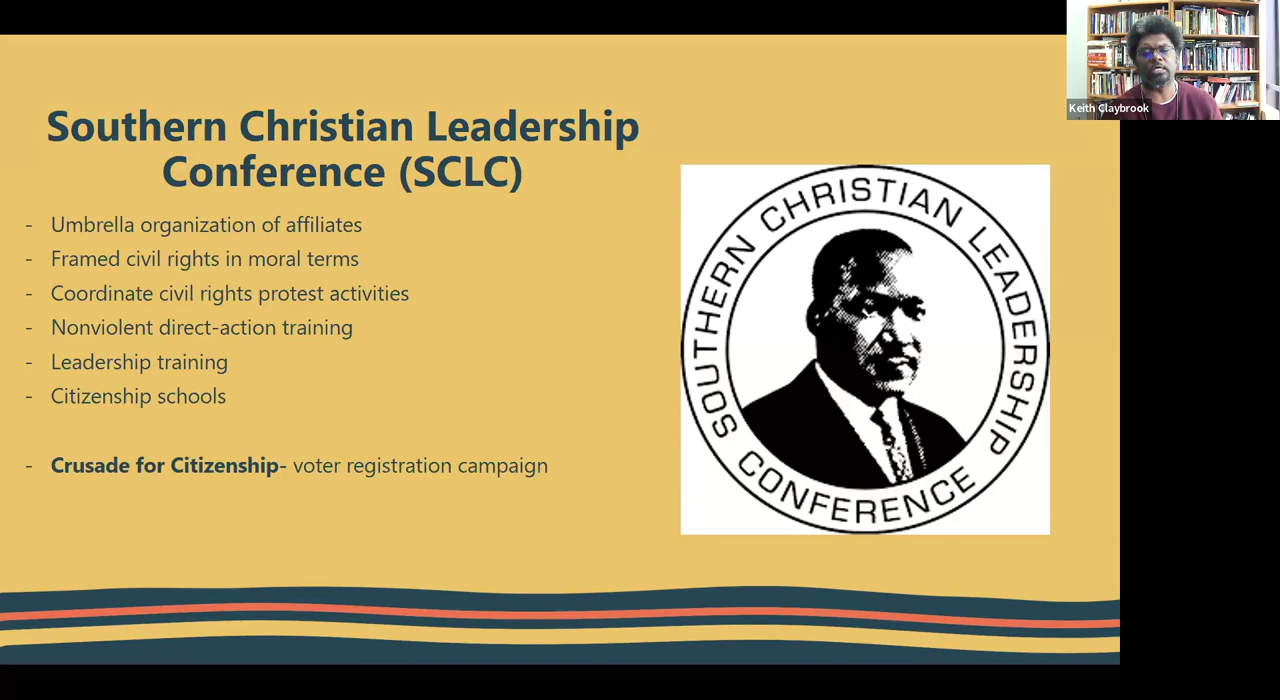 Southern Christian Leadership
Conference (SCLC)
- Umbrella organization of affiliates
- Framed civil rights in moral terms
- Coordinate civil rights protest activities
- Nonviolent direct-action training
- Leadership training
- Citizenship schools
- Crusade for Citizenship- voter registration campaign
SOUTHERN CHRISTIAN LEADERSHIP
CONFERENCE
Keith Claybrook